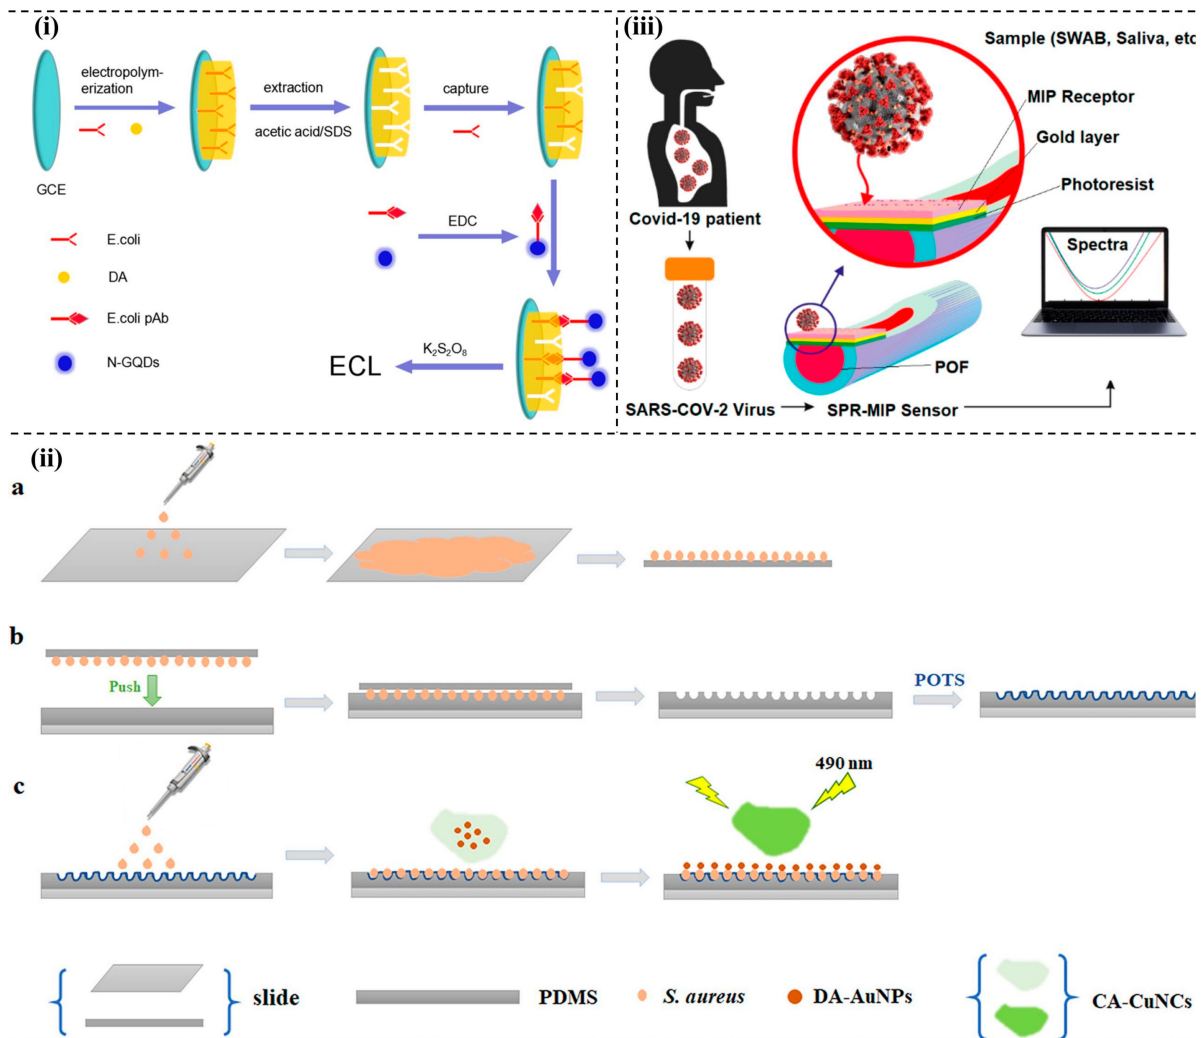 (i)
electropolym-
erization
extraction
acetic acid/SDS
capture
GCE
EDC
E.coli
DA
E.coli pAb
N-GQDs
K2S2O8
ECL
(iii)
Sample (SWAB, Saliva, etc
MIP Receptor
Gold layer
Photoresist
Covid-19 patient
Spectra
POF
SARS-COV-2 Virus
SPR-MIP Sensor
(ii)
a
b
Push
POTS
c
490 nm
slide
PDMS
S. aureus
DA-AuNPs
CA-CuNCs